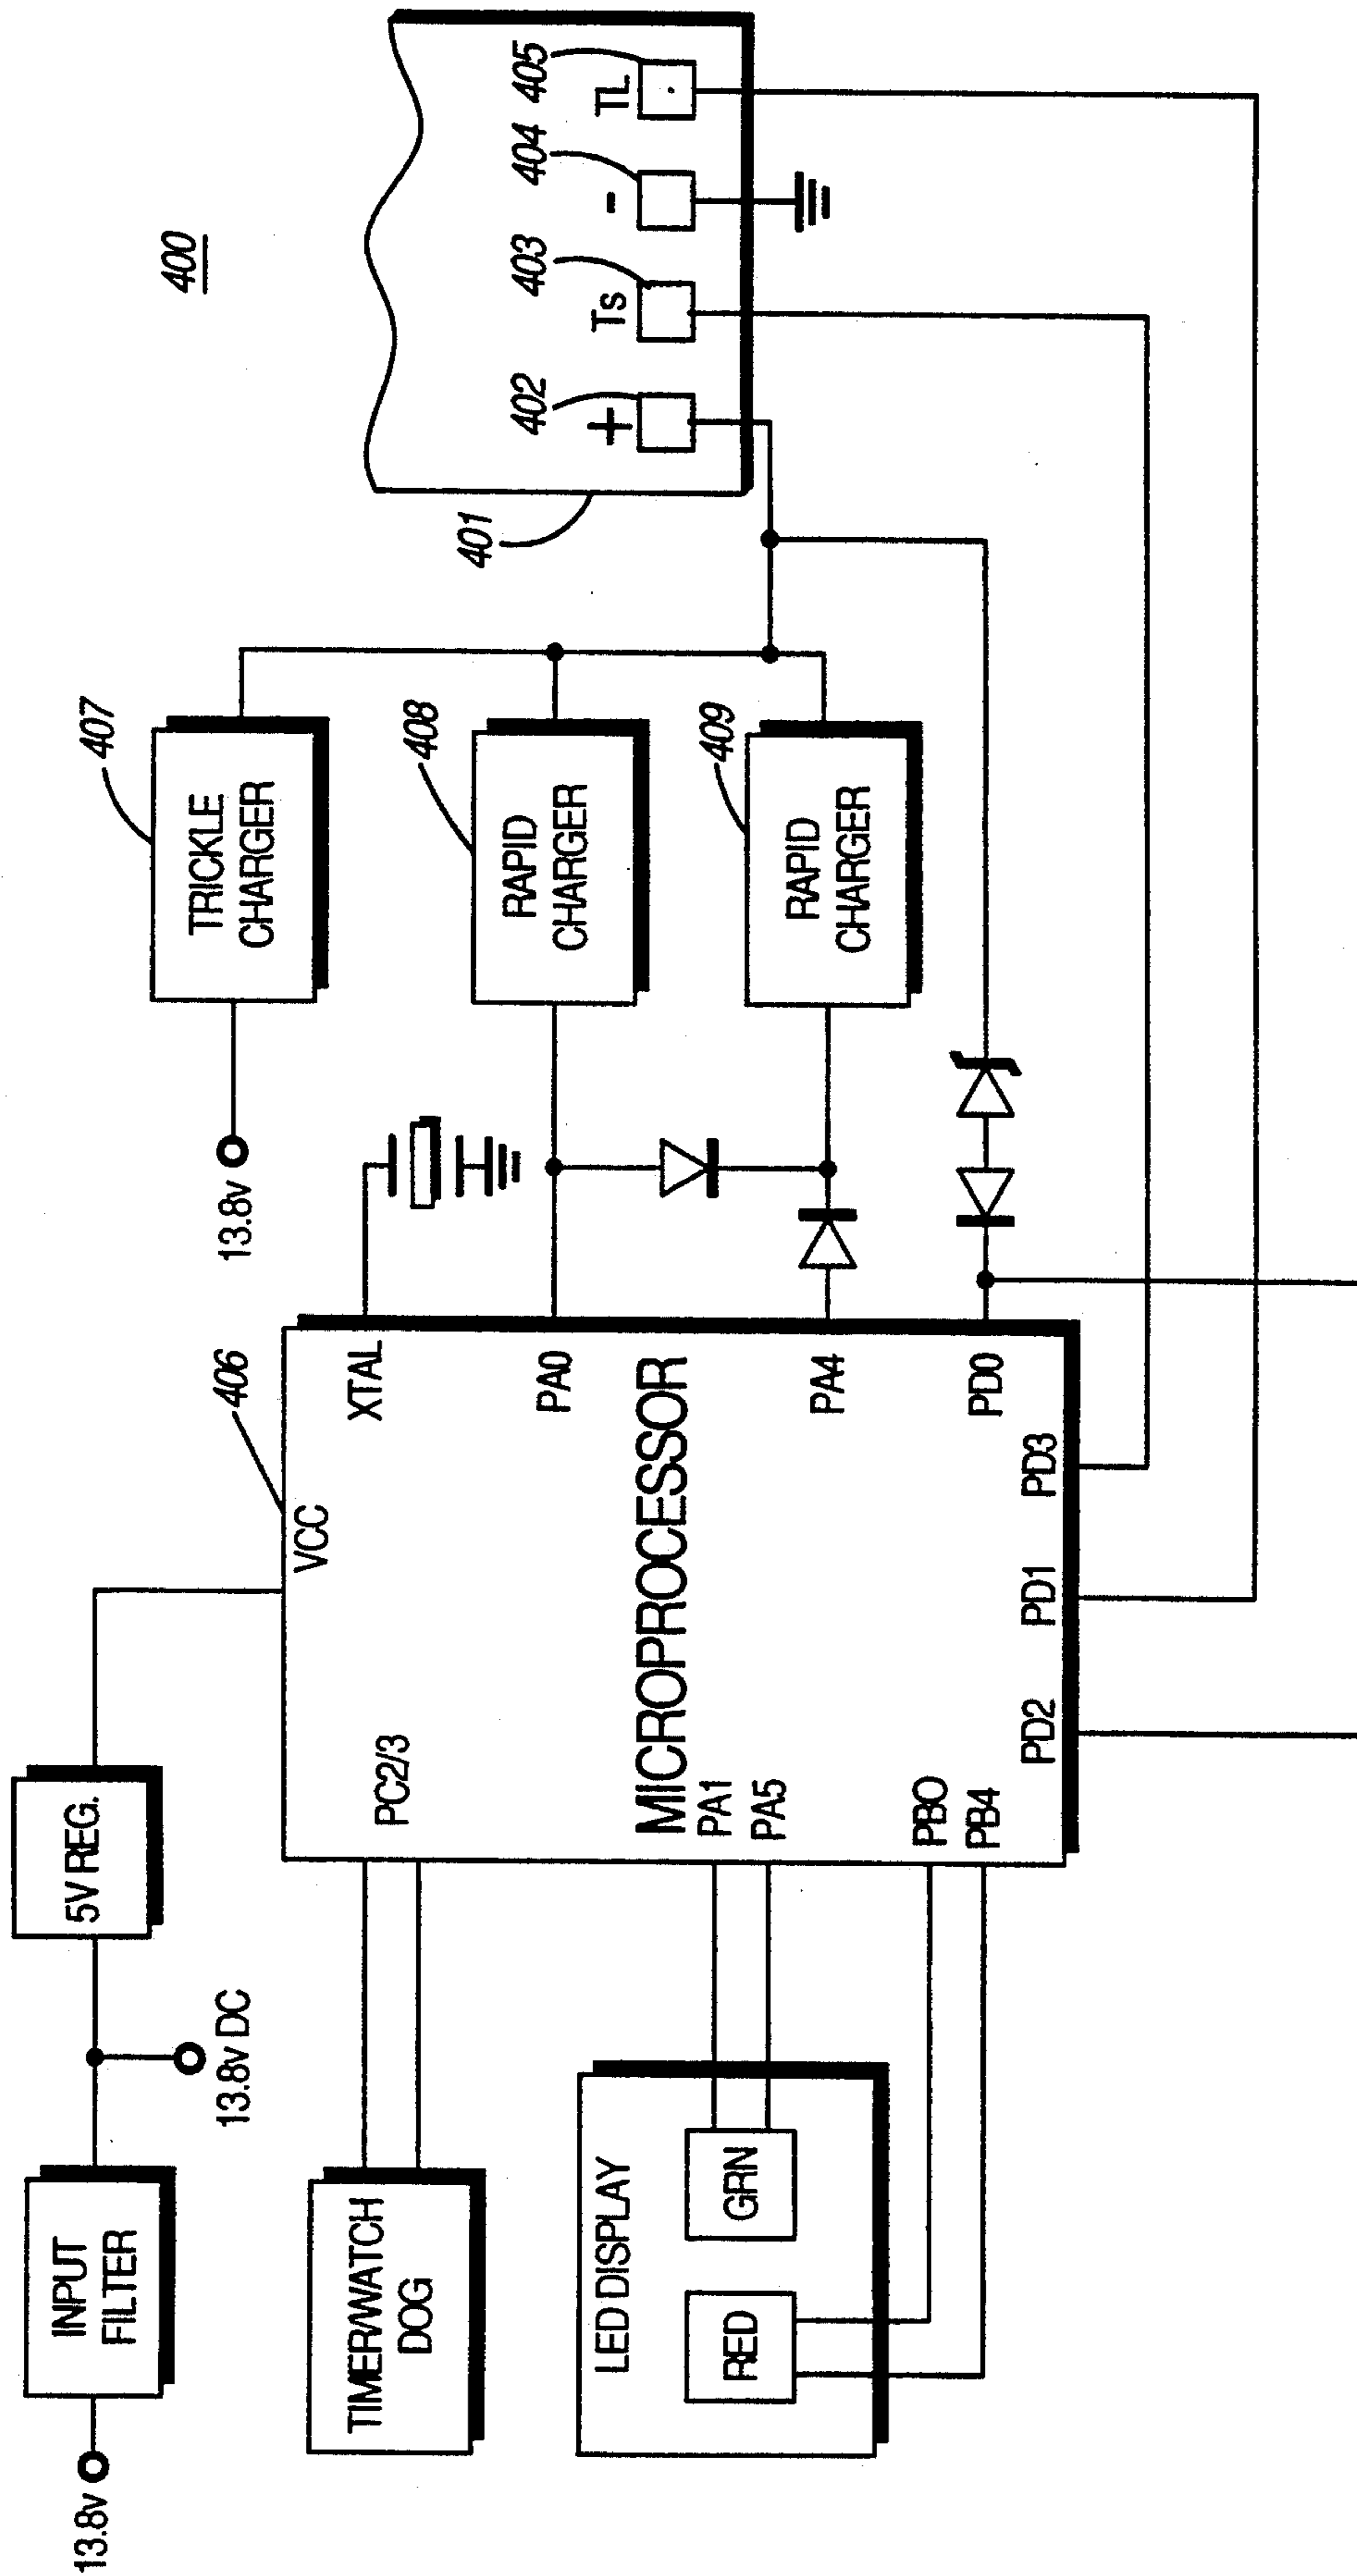 400
13.8v
INPUT
FILTER
13.8v DC
5V REG.
13.8v
TRICKLE
CHARGER
407
RAPID
CHARGER
408
RAPID
CHARGER
409
401
+
402
Ts
403
-
404
TL
405
TIMER/WATCH
DOG
LED DISPLAY
RED
GRN
406
VCC
XTAL
PC2/3
PA0
MICROPROCESSOR
PA1
PA5
PA4
PB0
PB4
PD0
PD2
PD1
PD3